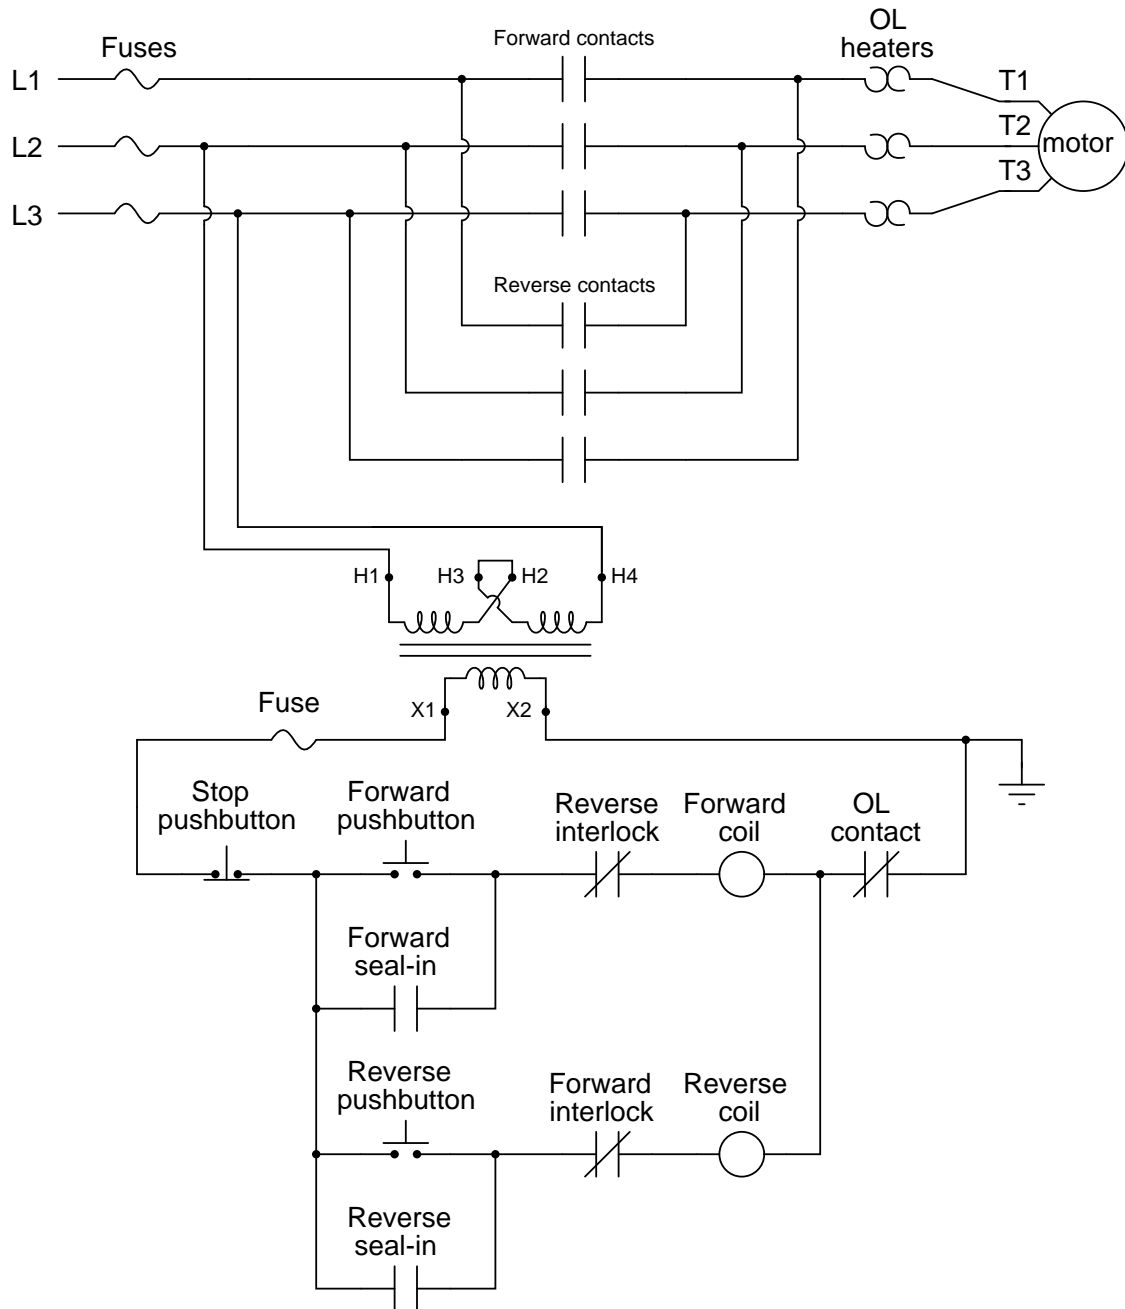 Forward contacts
OL
heaters
Fuses
L1
T1
L2
T2
motor
T3
L3
Reverse contacts
H1
H3
H2
H4
X1
X2
Fuse
Stop
pushbutton
Forward
pushbutton
Reverse
interlock
Forward
coil
OL
contact
Forward
seal-in
Reverse
pushbutton
Forward
interlock
Reverse
coil
Reverse
seal-in